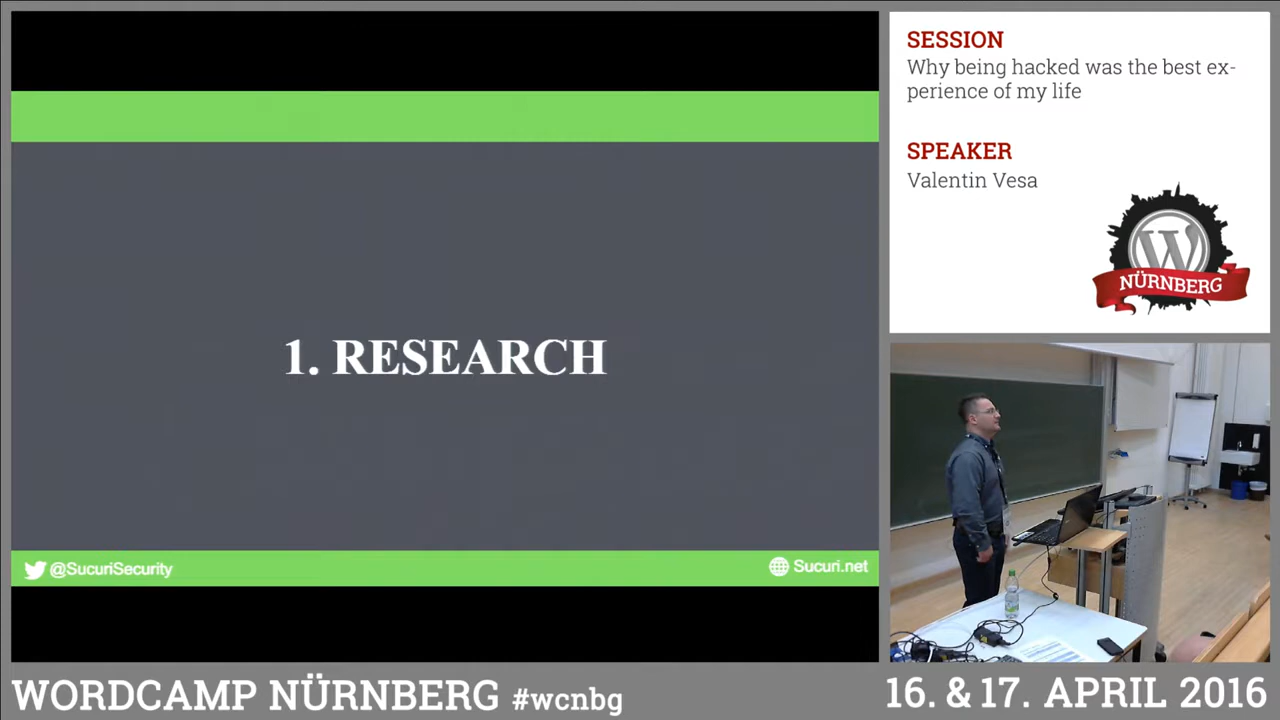 1. RESEARCH
@SucuriSecurity
Sucuri.net
SESSION
Why being hacked was the best ex-
perience of my life
SPEAKER
Valentin Vesa
W
NÜRNBERG
WORDCAMP NÜRNBERG #wcnbg
16. & 17. APRIL 2016